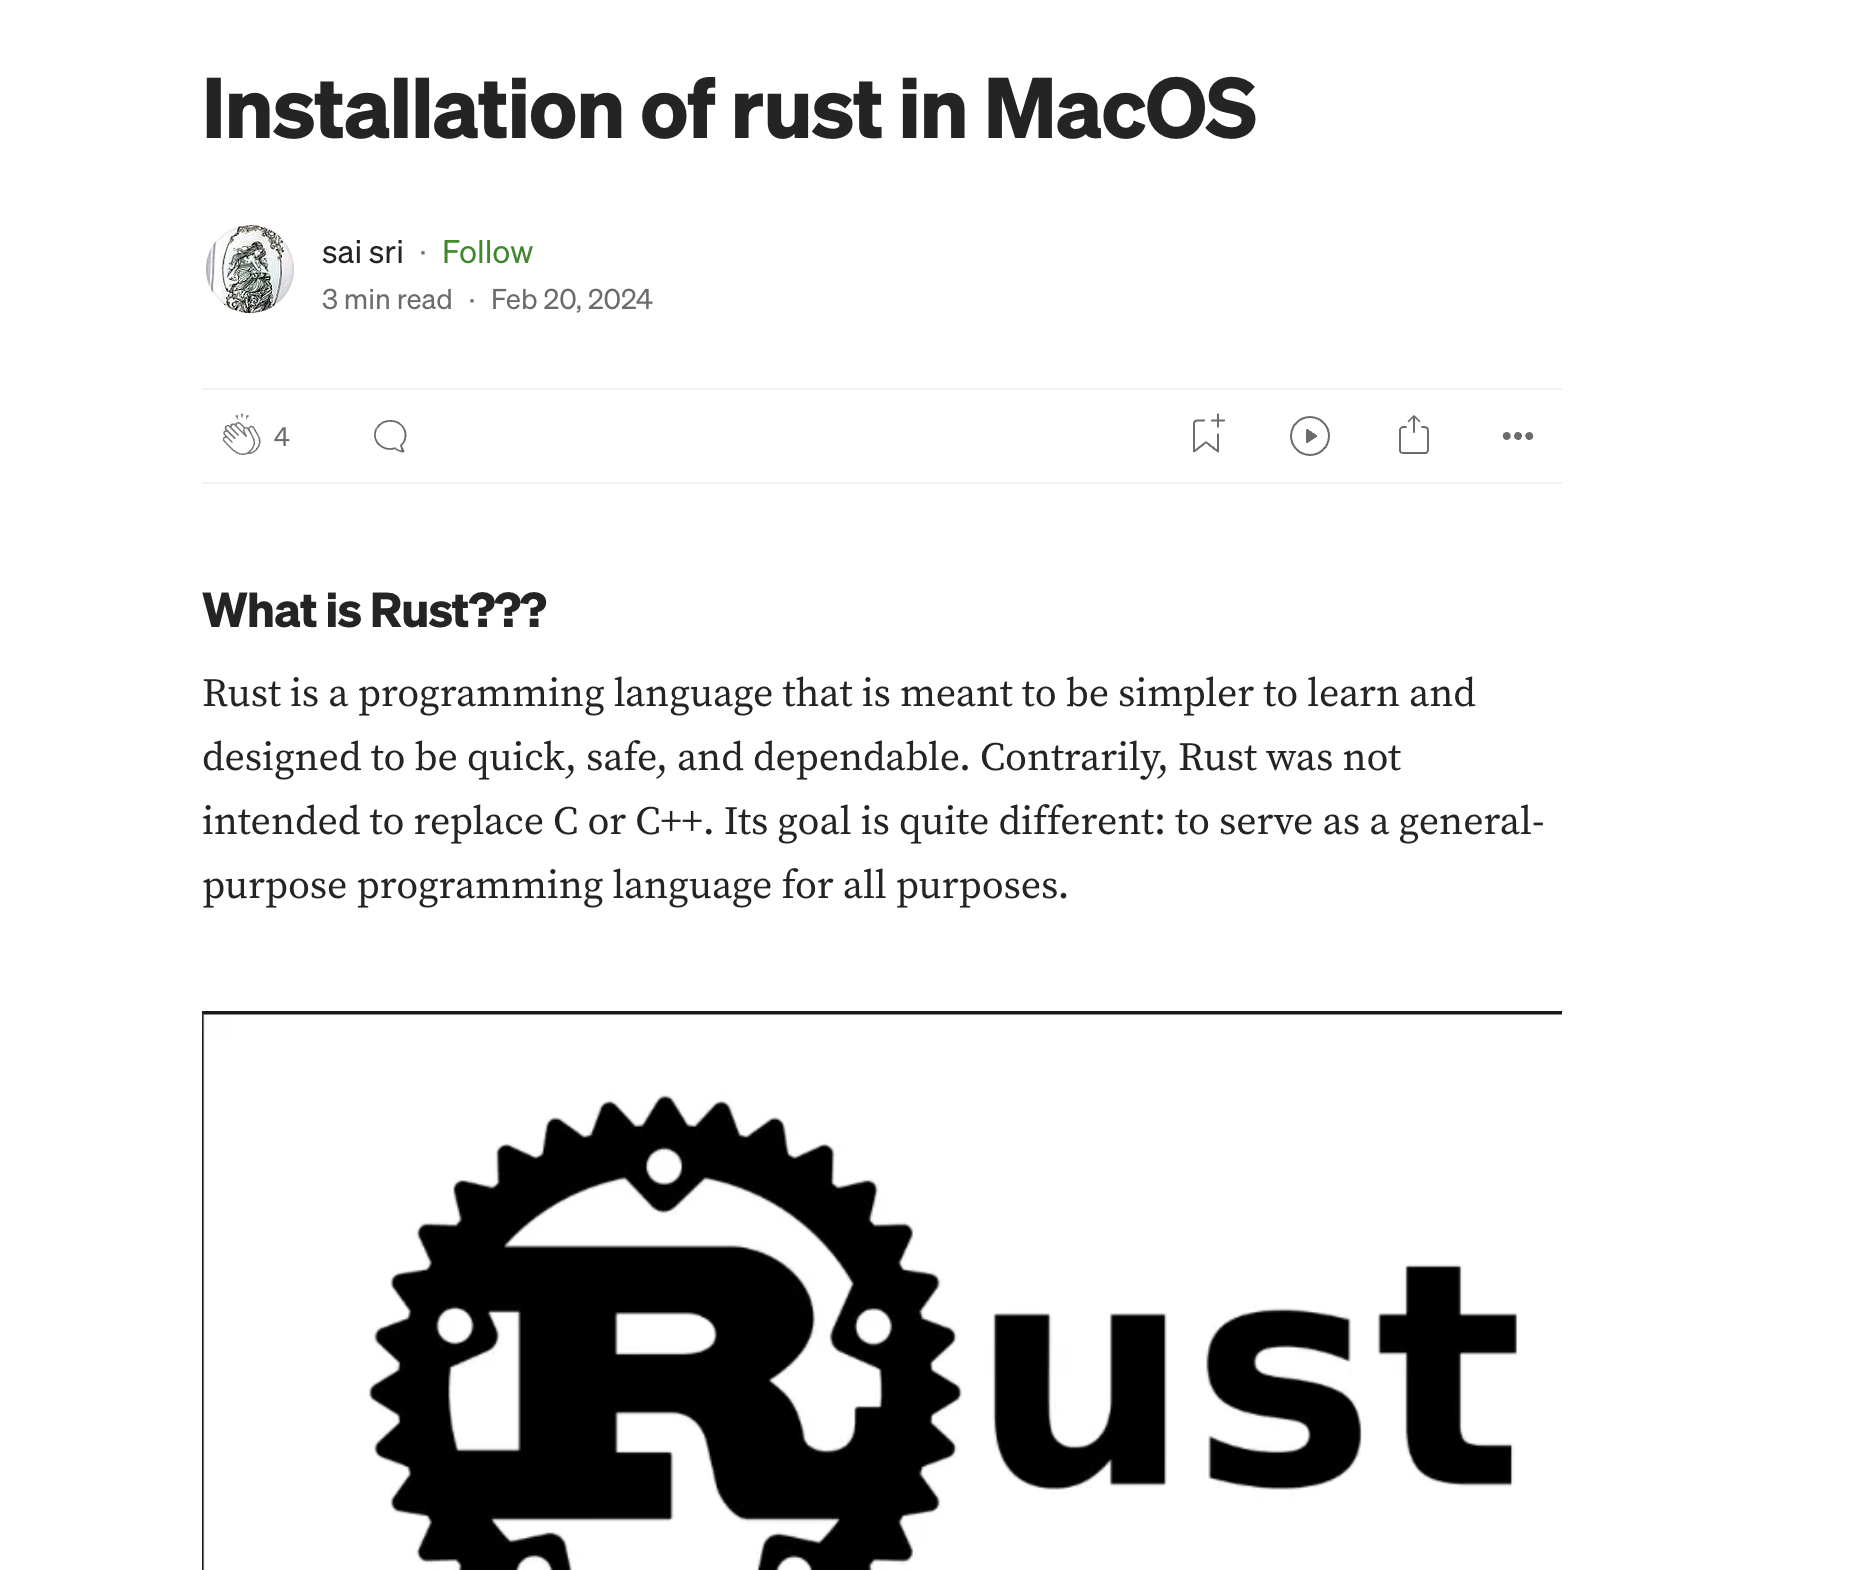 Installation of rust in MacOS
sai sri · Follow
3 min read · Feb 20, 2024
4
What is Rust???
Rust is a programming language that is meant to be simpler to learn and
designed to be quick, safe, and dependable. Contrarily, Rust was not
intended to replace C or C++. Its goal is quite different: to serve as a general-
purpose programming language for all purposes.
Rust